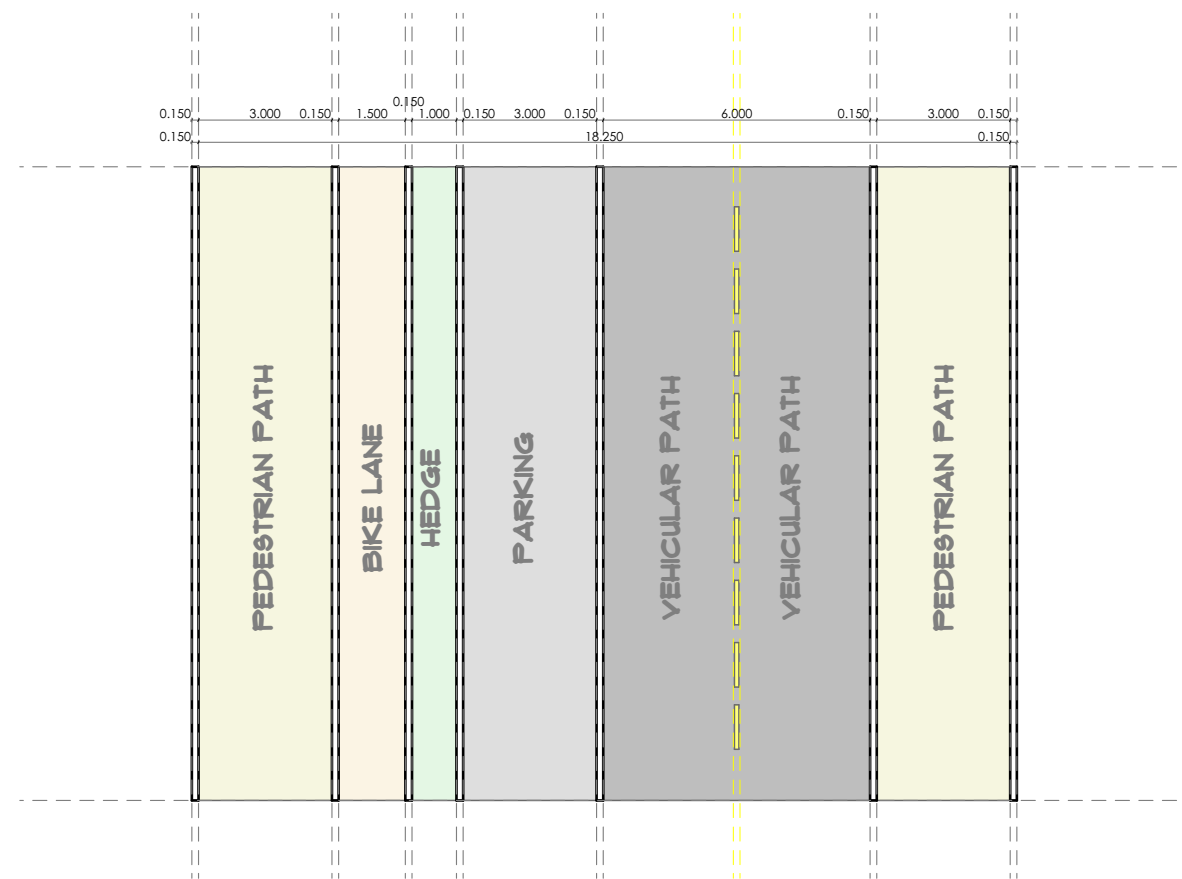 0.150
0.150 3.000 0.150 1.500 1.000 0.150 3.000 0.150 6.000 0.150 3.000 0.150
0.150 18.250 0.150
PEDESTRIAN PATH
BIKE LANE
HEDGE
PARKING
VEHICULAR PATH
VEHICULAR PATH
PEDESTRIAN PATH